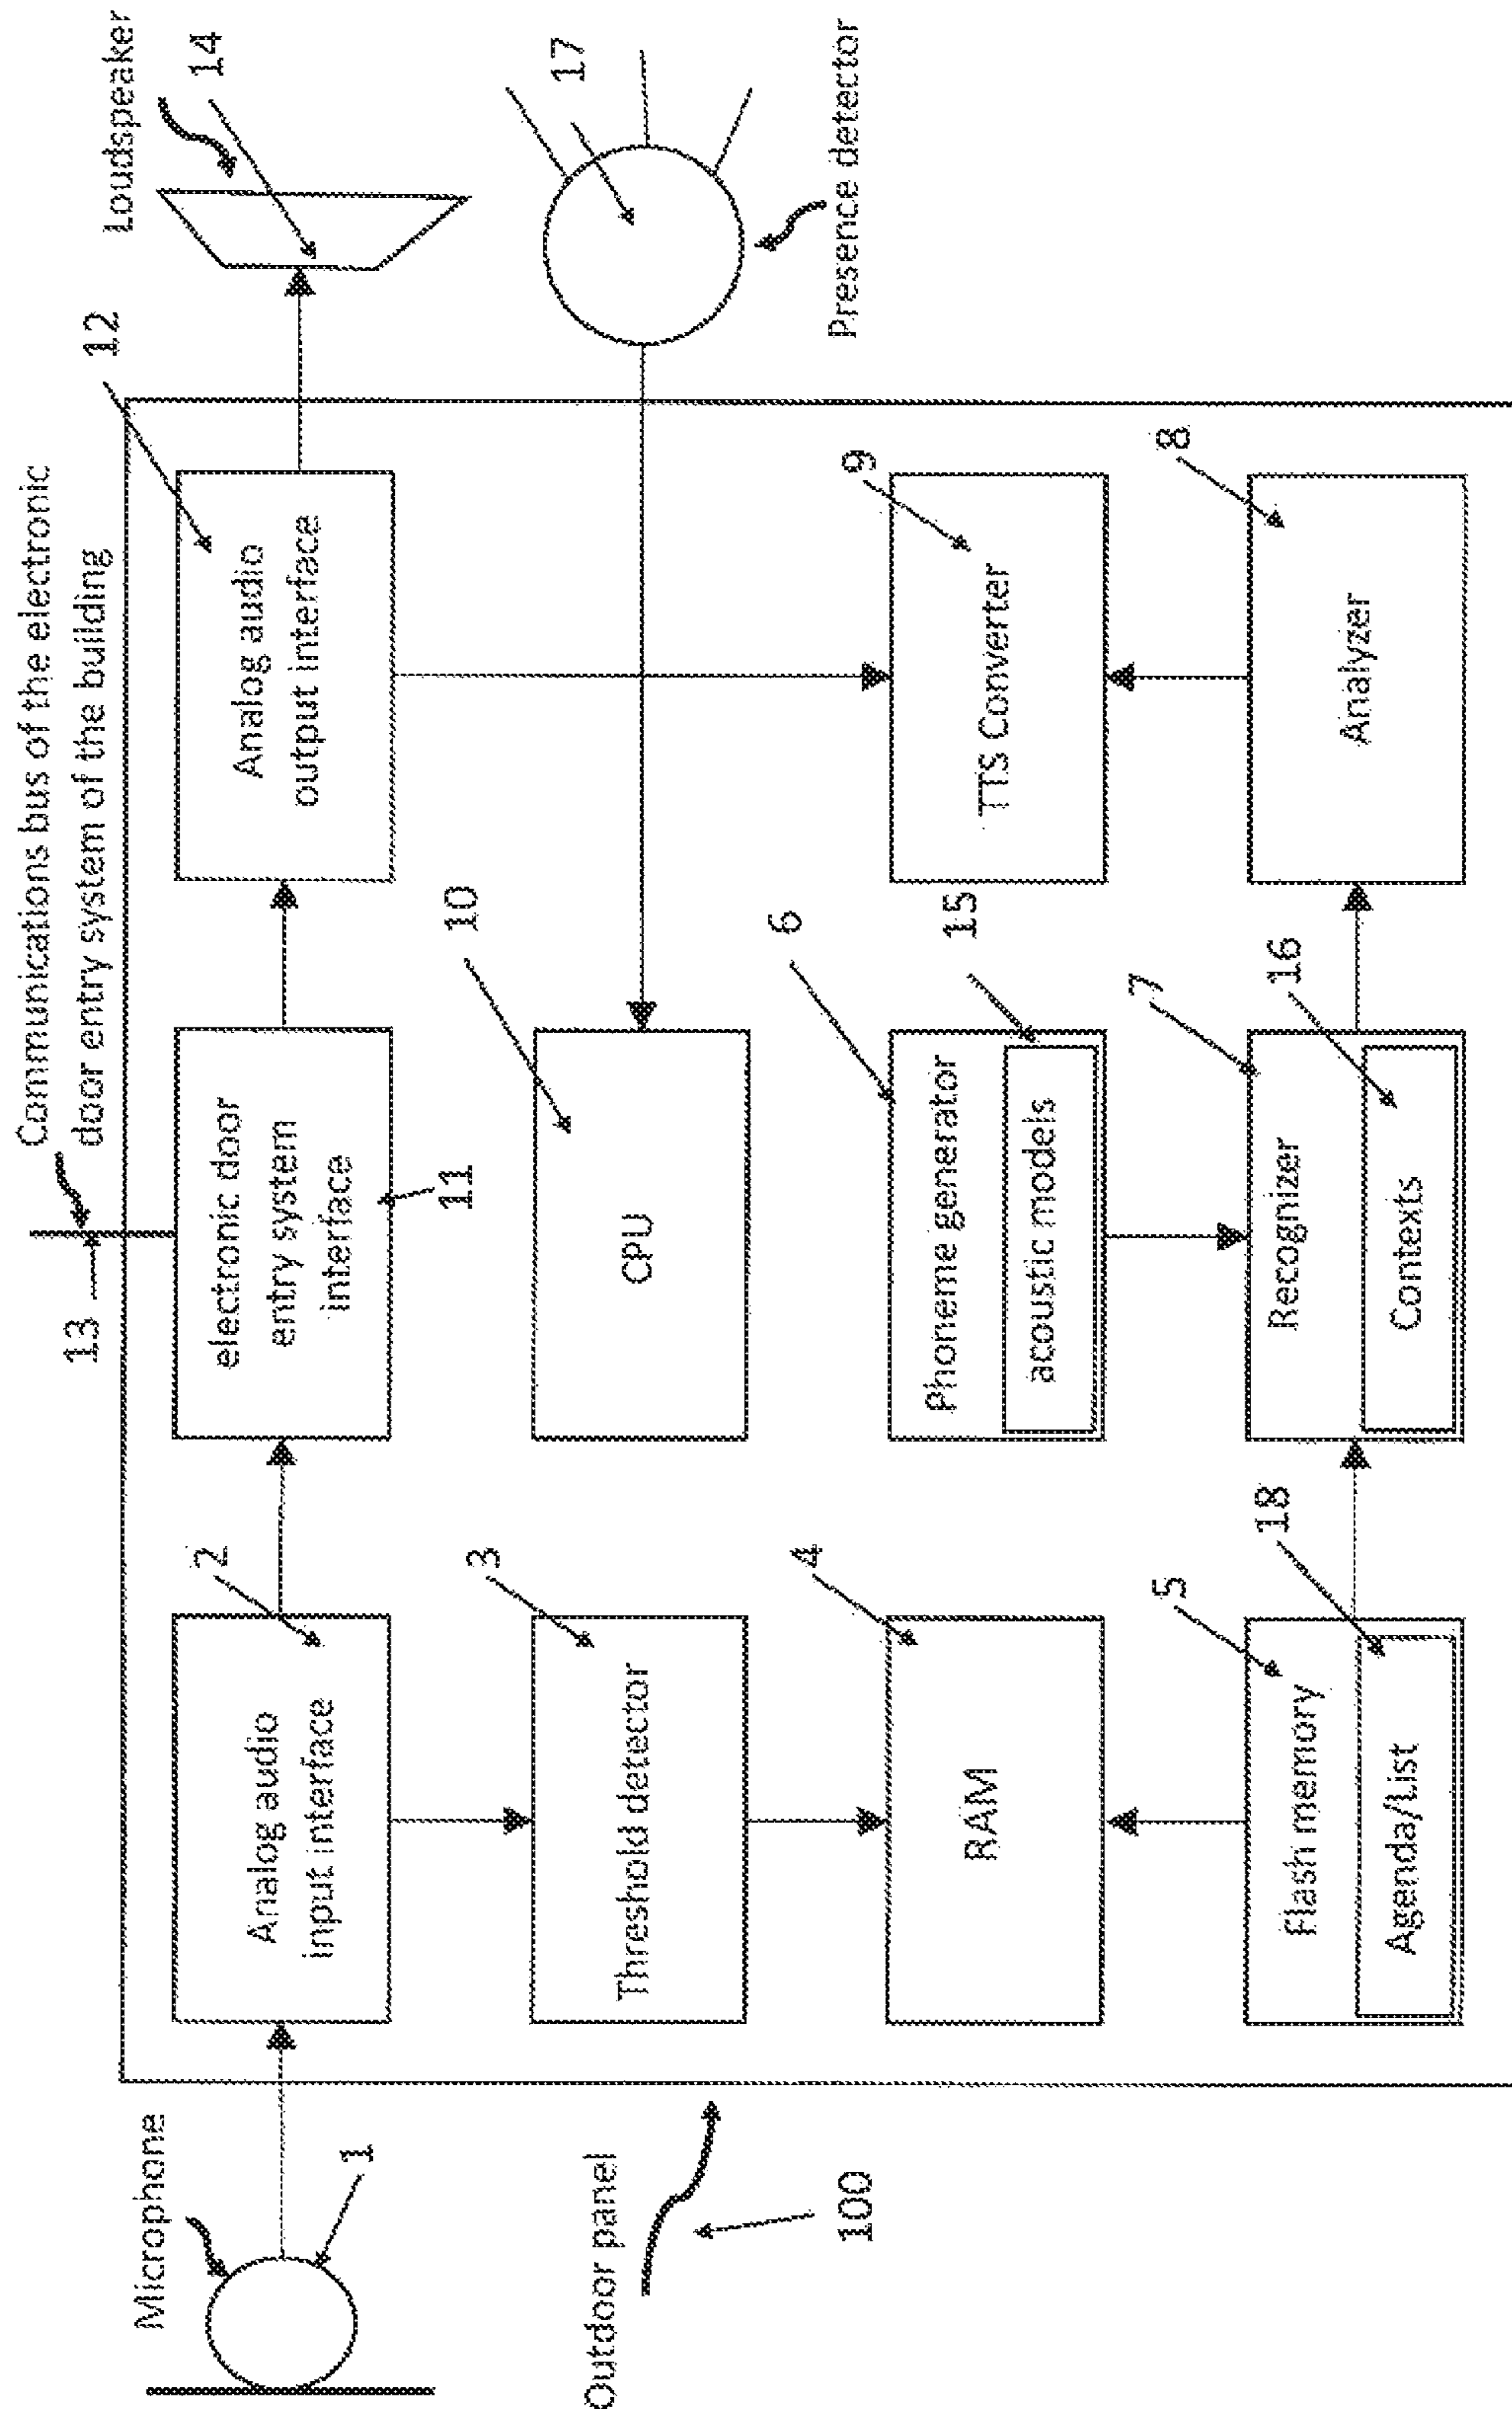 Communications bus of the electronic
door entry system of the building
13
12
Loudspeaker
14
Microphone
1
Analog audio
input interface
2
electronic door
entry system
interface
11
Analog audio
output interface
17
Presence detector
Outdoor panel
100
Threshold detector
3
CPU
10
RAM
4
Phoneme generator
6
acoustic models
15
TTS Converter
9
Flash memory
5
Agenda/List
18
Recognizer
7
Contexts
16
Analyzer
8